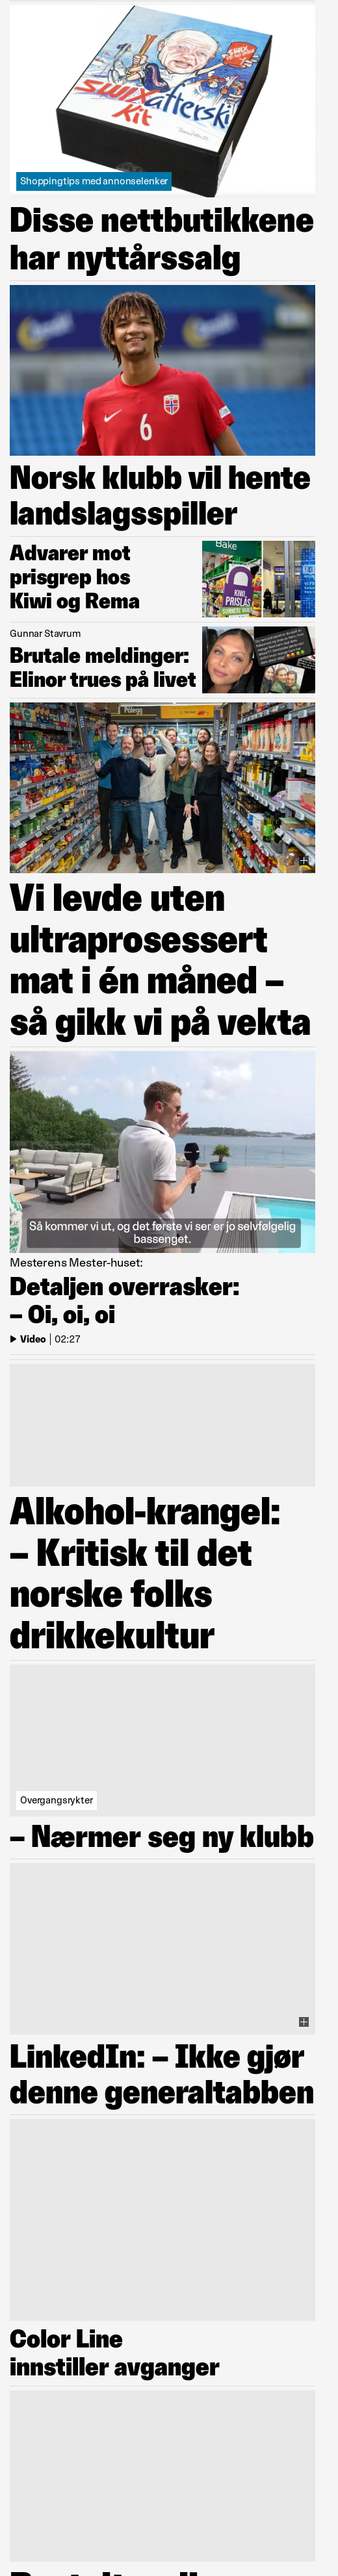 swix
afterski
Kit
SWIX
afterski
Kit
Shoppingtips med annonselenker
Disse nettbutikkene
har nyttårssalg
6
Norsk klubb vil hente
landslagsspiller
Advarer mot
prisgrep hos
Kiwi og Rema
Bake
KIWI
PRISLÅS
Gunnar Stavrum
Brutale meldinger:
Elinor trues på livet
Pålegg
Vi levde uten
ultraprosessert
mat i én måned –
så gikk vi på vekta
Så kommer vi ut, og det første vi ser er jo selvfølgelig
bassenget.
Mesterens Mester-huset:
Detaljen overrasker:
– Oi, oi, oi
Video | 02:27
Alkohol-krangel:
– Kritisk til det
norske folks
drikkekultur
Overgangsrykter
– Nærmer seg ny klubb
LinkedIn: – Ikke gjør
denne generaltabben
Color Line
innstiller avganger